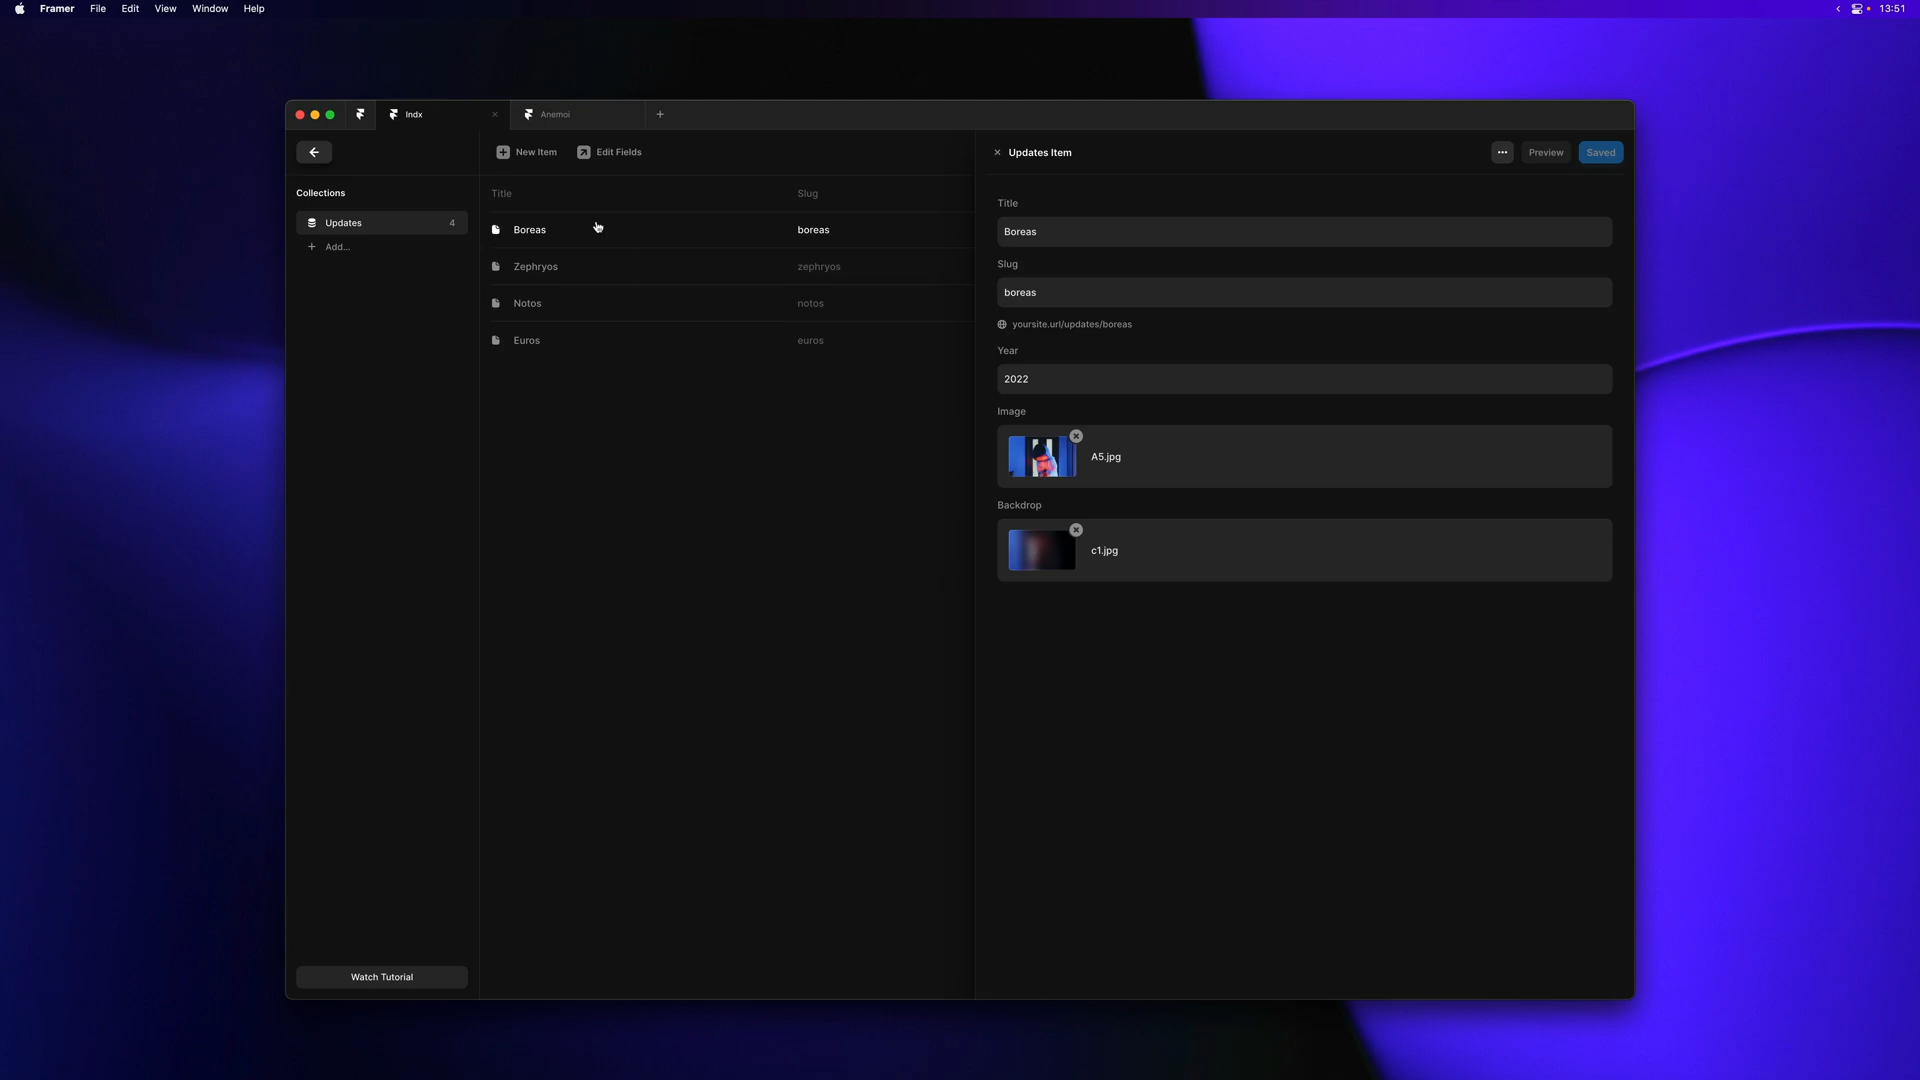 Framer File Edit View Window Help 13:51
Indx Anemoi
New Item Edit Fields
Updates Item Preview Saved
Collections
Updates 4
Add...
Title Slug
Boreas boreas
Zephryos zephryos
Notos notos
Euros euros
Title
Boreas
Slug
boreas
yoursite.url/updates/boreas
Year
2022
Image
A5.jpg
Backdrop
c1.jpg
Watch Tutorial